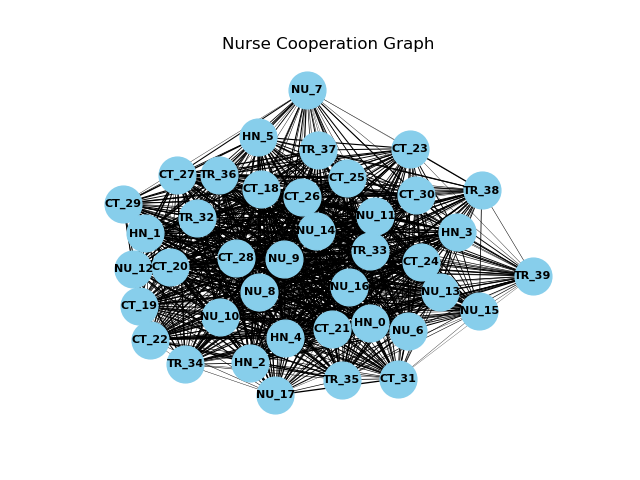 Nurse Cooperation Graph
NU_7
HN_5
TR_37
CT_23
CT_27
TR_36
CT_25
CT_18
CT_26
CT_30
TR_38
CT_29
TR_32
NU_11
HN_1
NU_14
HN_3
TR_33
CT_28
NU_9
CT_24
NU_12
CT_20
TR_39
NU_8
NU_16
NU_13
CT_19
NU_10
NU_15
CT_21
HN_0
NU_6
CT_22
HN_4
TR_34
HN_2
TR_35
CT_31
NU_17